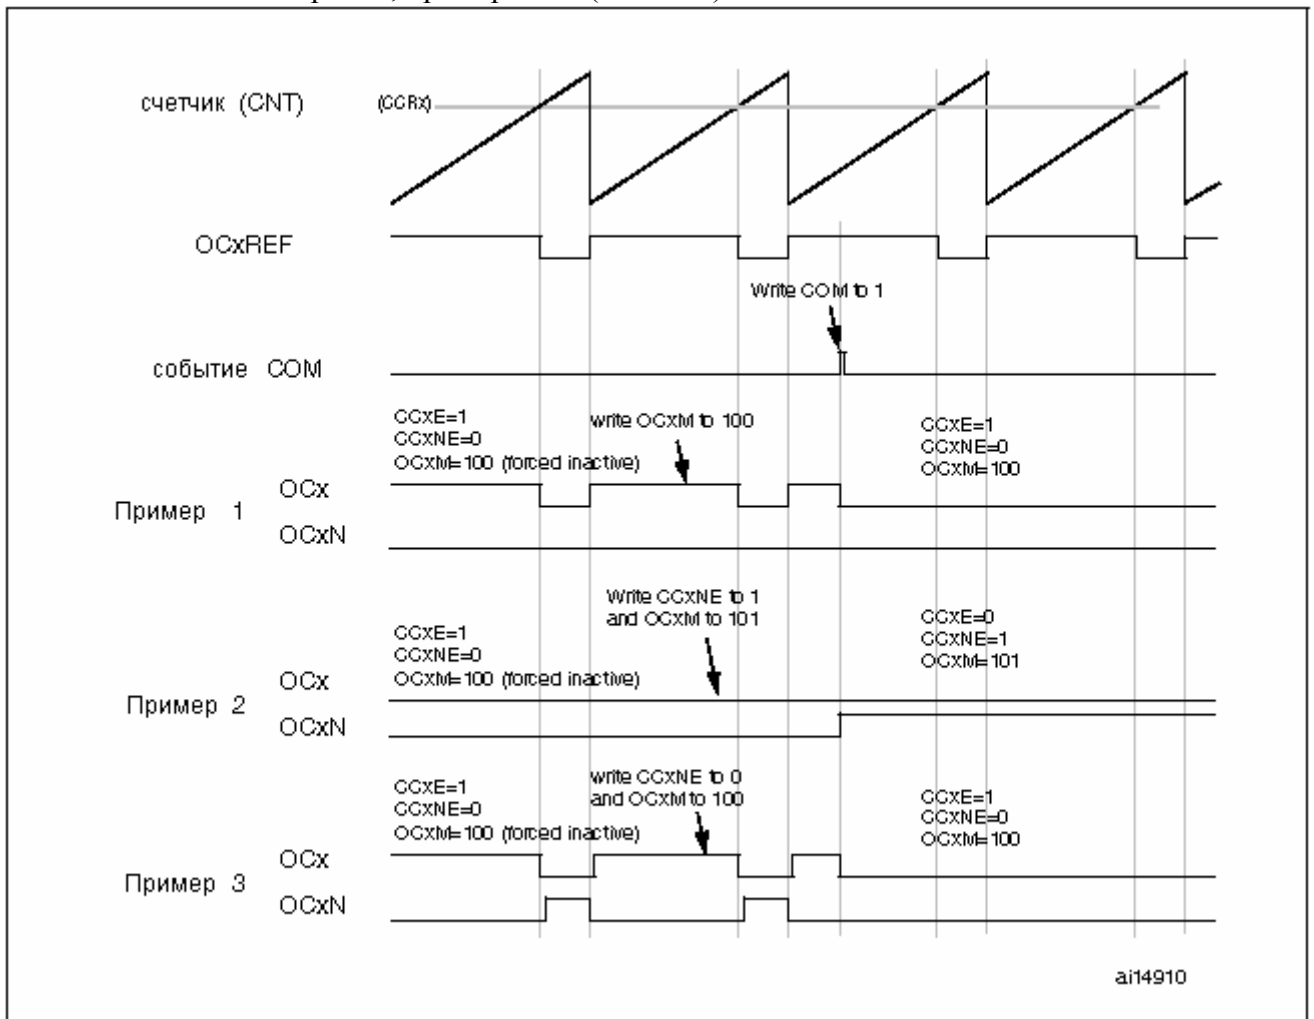 счетчик (CNT)
(CCRx)
OCxREF
Write COM to 1
событие COM
CCxE=1
CCxNE=0
OCxM=100 (forced inactive)
write OCxM to 100
CCxE=1
CCxNE=0
OCxM=100
Пример 1
OCx
OCxN
Write CCxNE to 1
and OCxM to 101
CCxE=1
CCxNE=0
OCxM=100 (forced inactive)
CCxE=0
CCxNE=1
OCxM=101
Пример 2
OCx
OCxN
CCxE=1
CCxNE=0
OCxM=100 (forced inactive)
write CCxNE to 0
and OCxM to 100
CCxE=1
CCxNE=0
OCxM=100
Пример 3
OCx
OCxN
ai14910